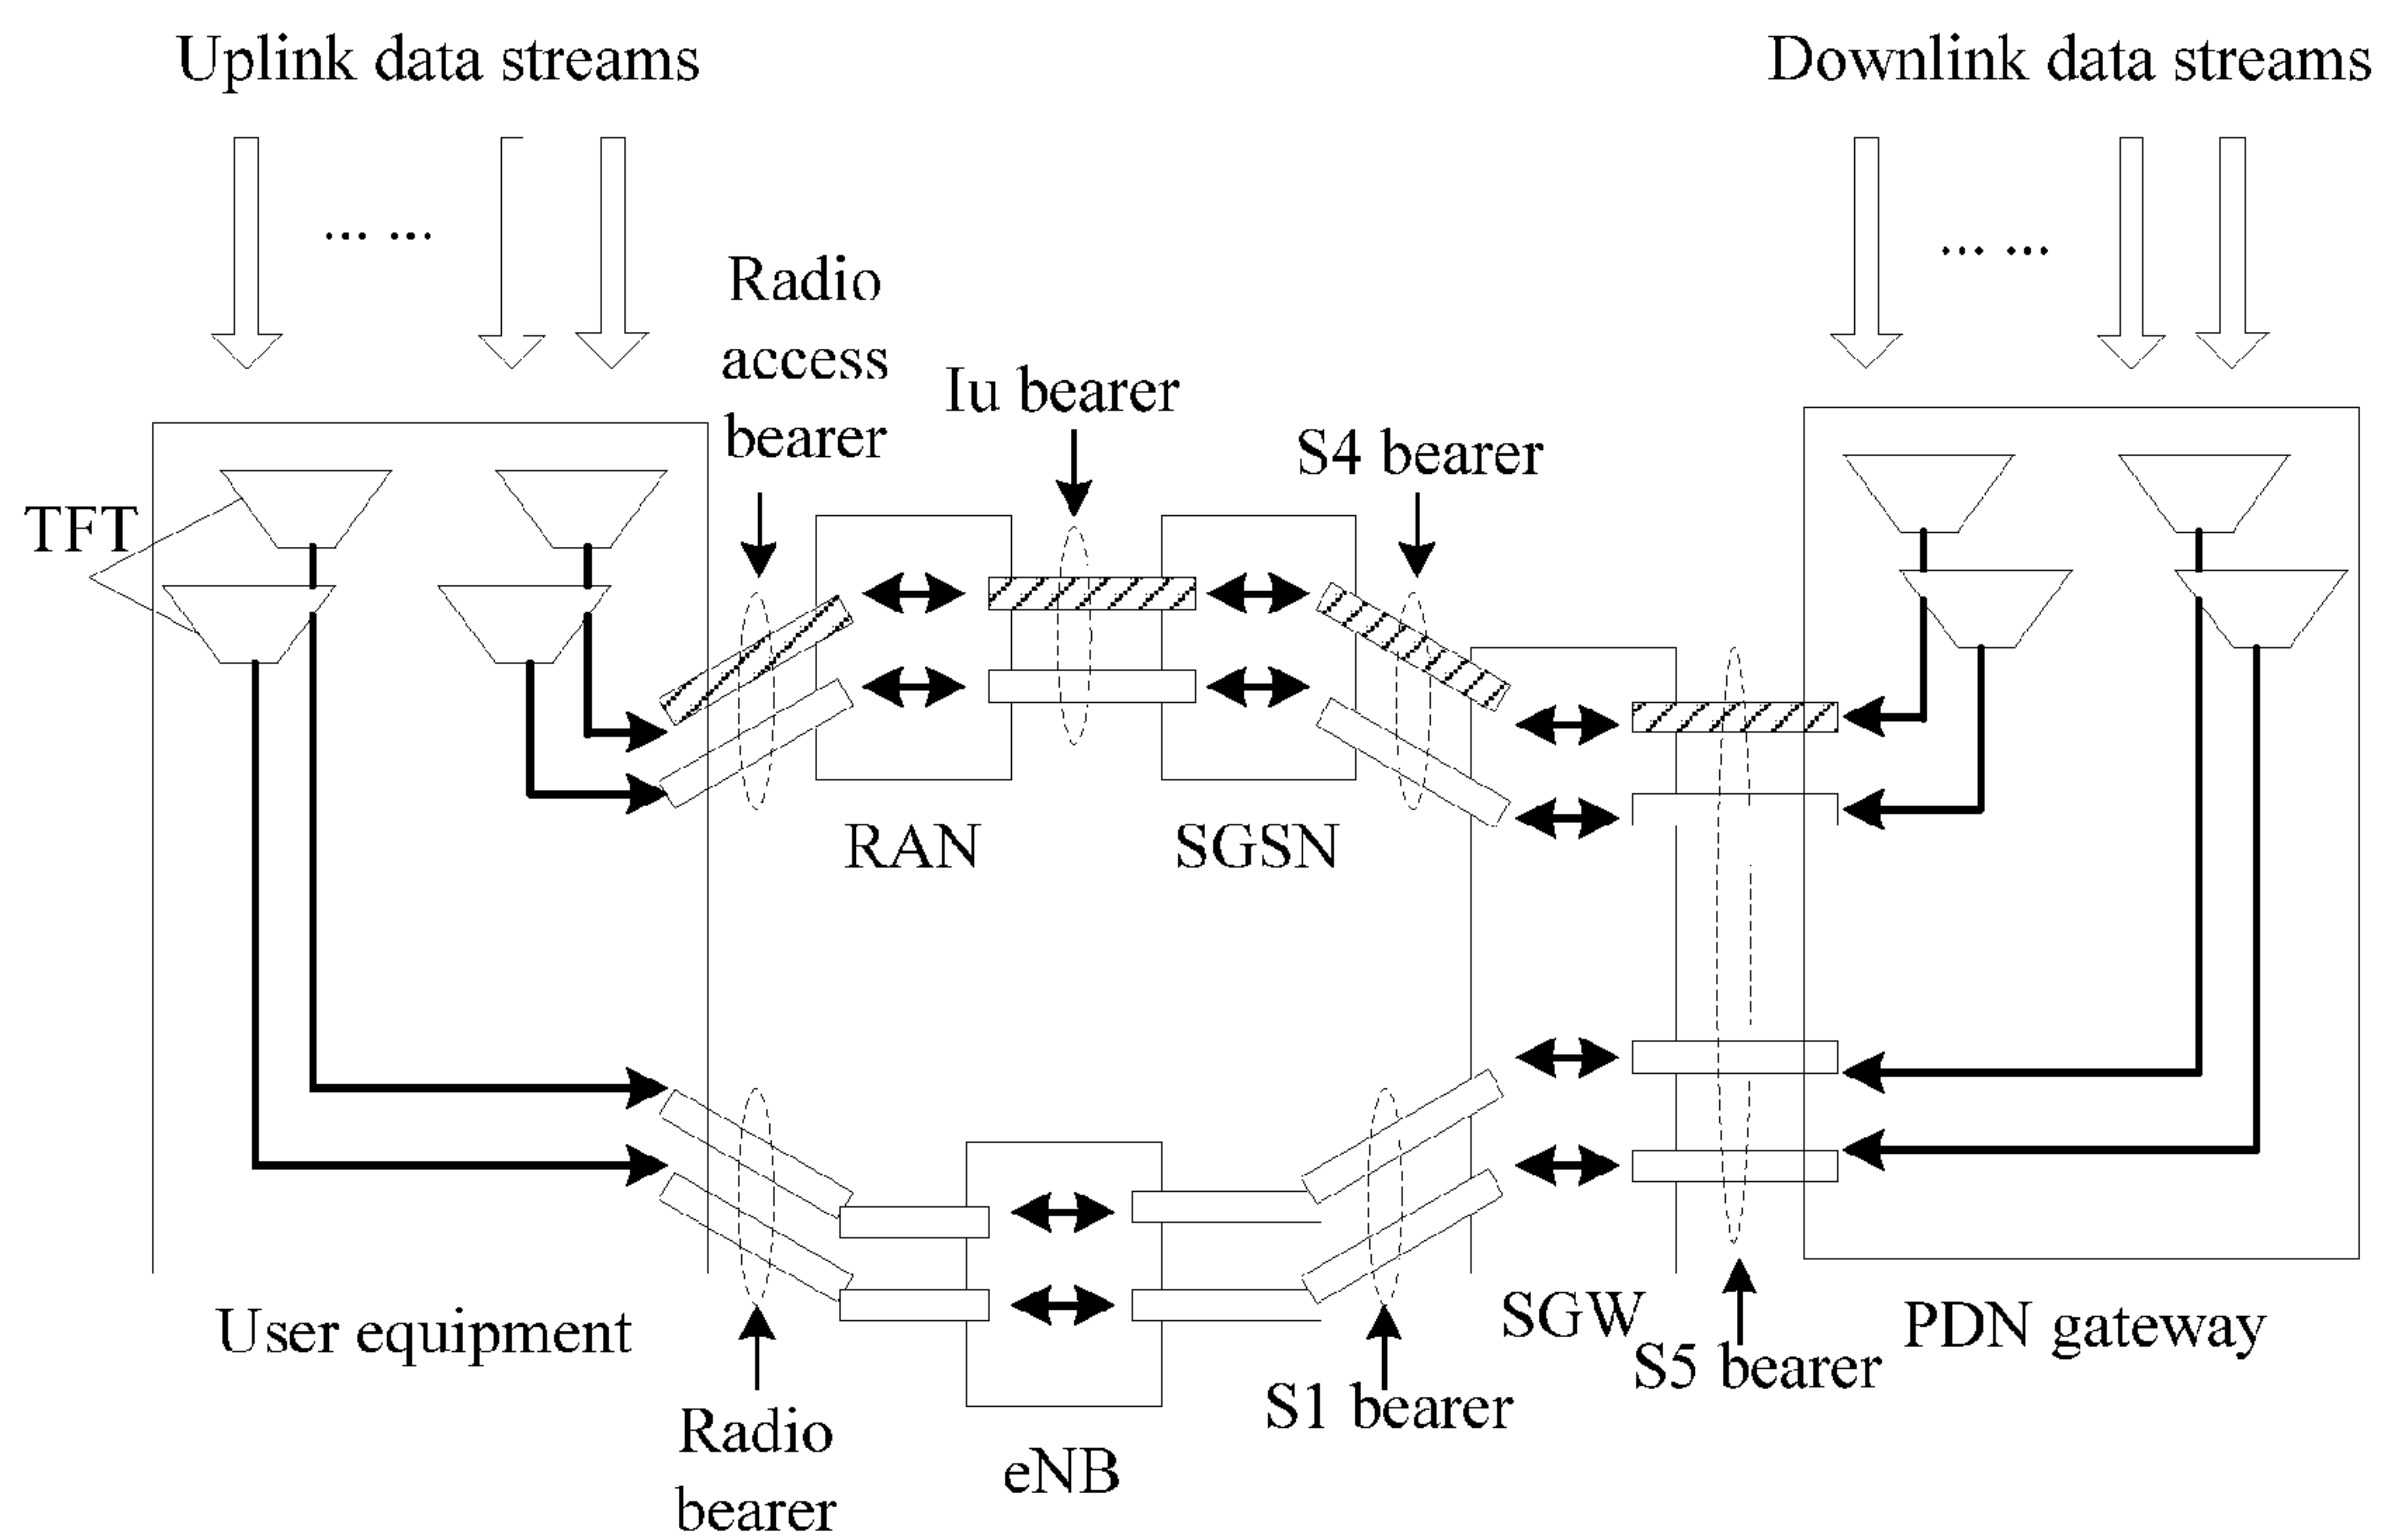 Uplink data streams
Downlink data streams
... ...
... ...
Radio
access
bearer
Iu bearer
S4 bearer
TFT
RAN
SGSN
User equipment
SGW
PDN gateway
S5 bearer
S1 bearer
Radio
bearer
eNB